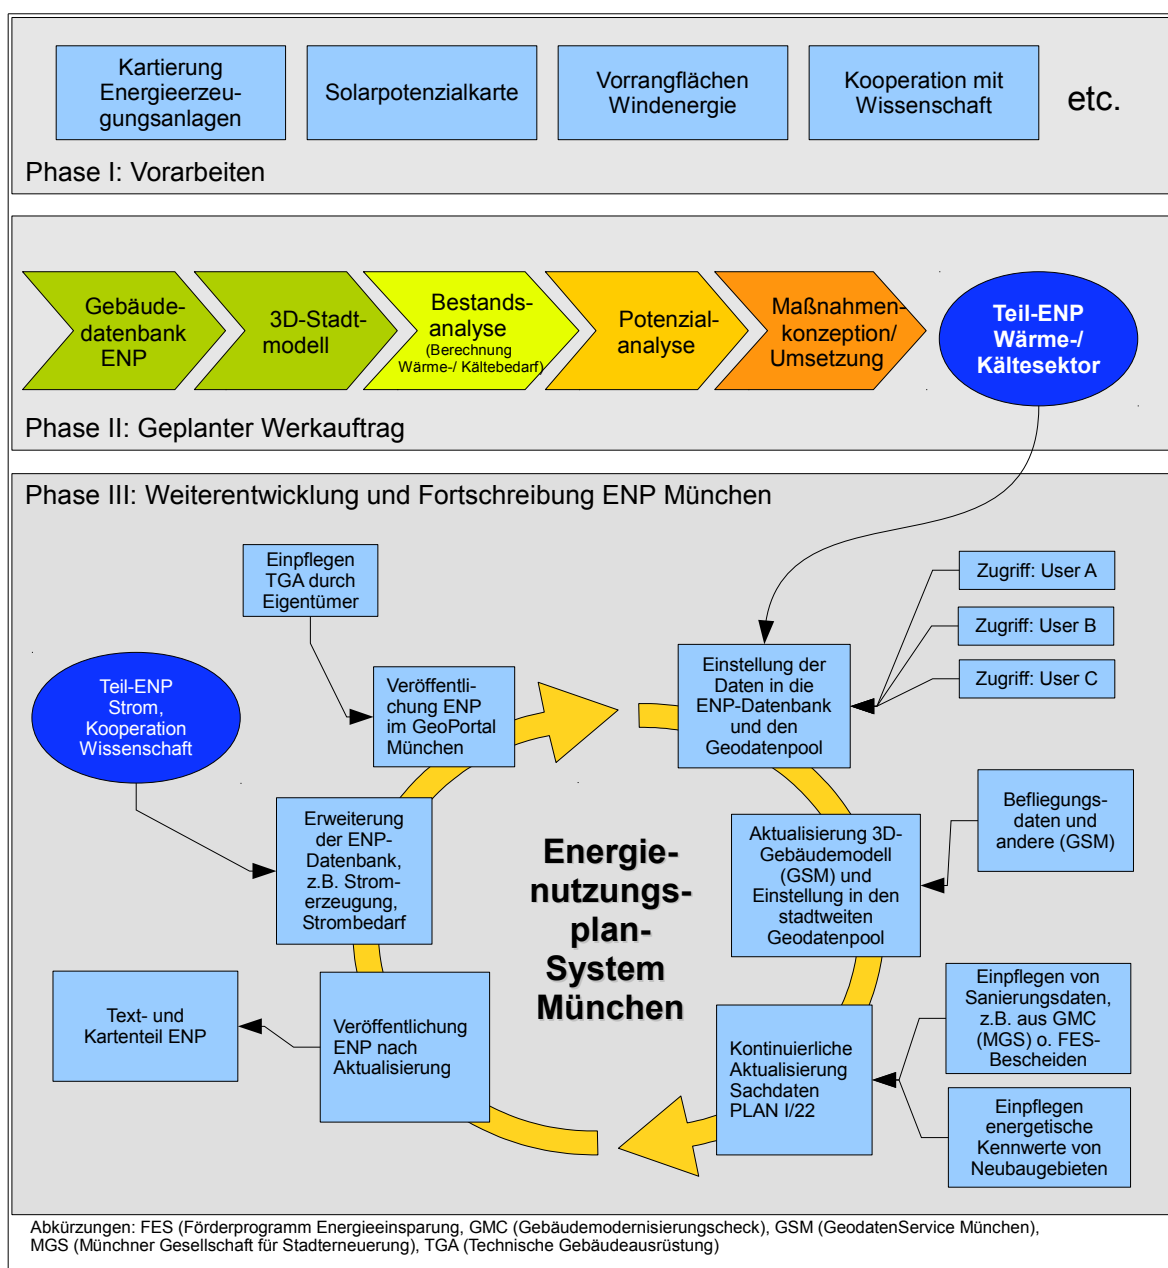 Kartierung
Energieerzeu-
gungsanlagen
Solarpotenzialkarte
Vorrangflächen
Windenergie
Kooperation mit
Wissenschaft
etc.
Phase I: Vorarbeiten
Gebäude-
datenbank
ENP
3D-Stadt-
modell
Bestands-
analyse
(Berechnung
Wärme-/ Kältebedarf)
Potenzial-
analyse
Maßnahmen-
konzeption/
Umsetzung
Teil-ENP
Wärme-/
Kältesektor
Phase II: Geplanter Werkauftrag
Phase III: Weiterentwicklung und Fortschreibung ENP München
Einpflegen
TGA durch
Eigentümer
Zugriff: User A
Zugriff: User B
Zugriff: User C
Teil-ENP
Strom,
Kooperation
Wissenschaft
Veröffentli-
chung ENP
im GeoPortal
München
Einstellung der
Daten in die
ENP-Datenbank
und den
Geodatenpool
Erweiterung
der ENP-
Datenbank,
z.B. Strom-
erzeugung,
Strombedarf
Energie-
nutzungs-
plan-
System
München
Aktualisierung 3D-
Gebäudemodell
(GSM) und
Einstellung in den
stadtweiten
Geodatenpool
Befliegungs-
daten und
andere (GSM)
Text- und
Kartenteil ENP
Veröffentlichung
ENP nach
Aktualisierung
Kontinuierliche
Aktualisierung
Sachdaten
PLAN I/22
Einpflegen von
Sanierungsdaten,
z.B. aus GMC
(MGS) o. FES-
Bescheiden
Einpflegen
energetische
Kennwerte von
Neubaugebieten
Abkürzungen: FES (Förderprogramm Energieeinsparung, GMC (Gebäudemodernisierungscheck), GSM (GeodatenService München),
MGS (Münchner Gesellschaft für Stadterneuerung), TGA (Technische Gebäudeausrüstung)